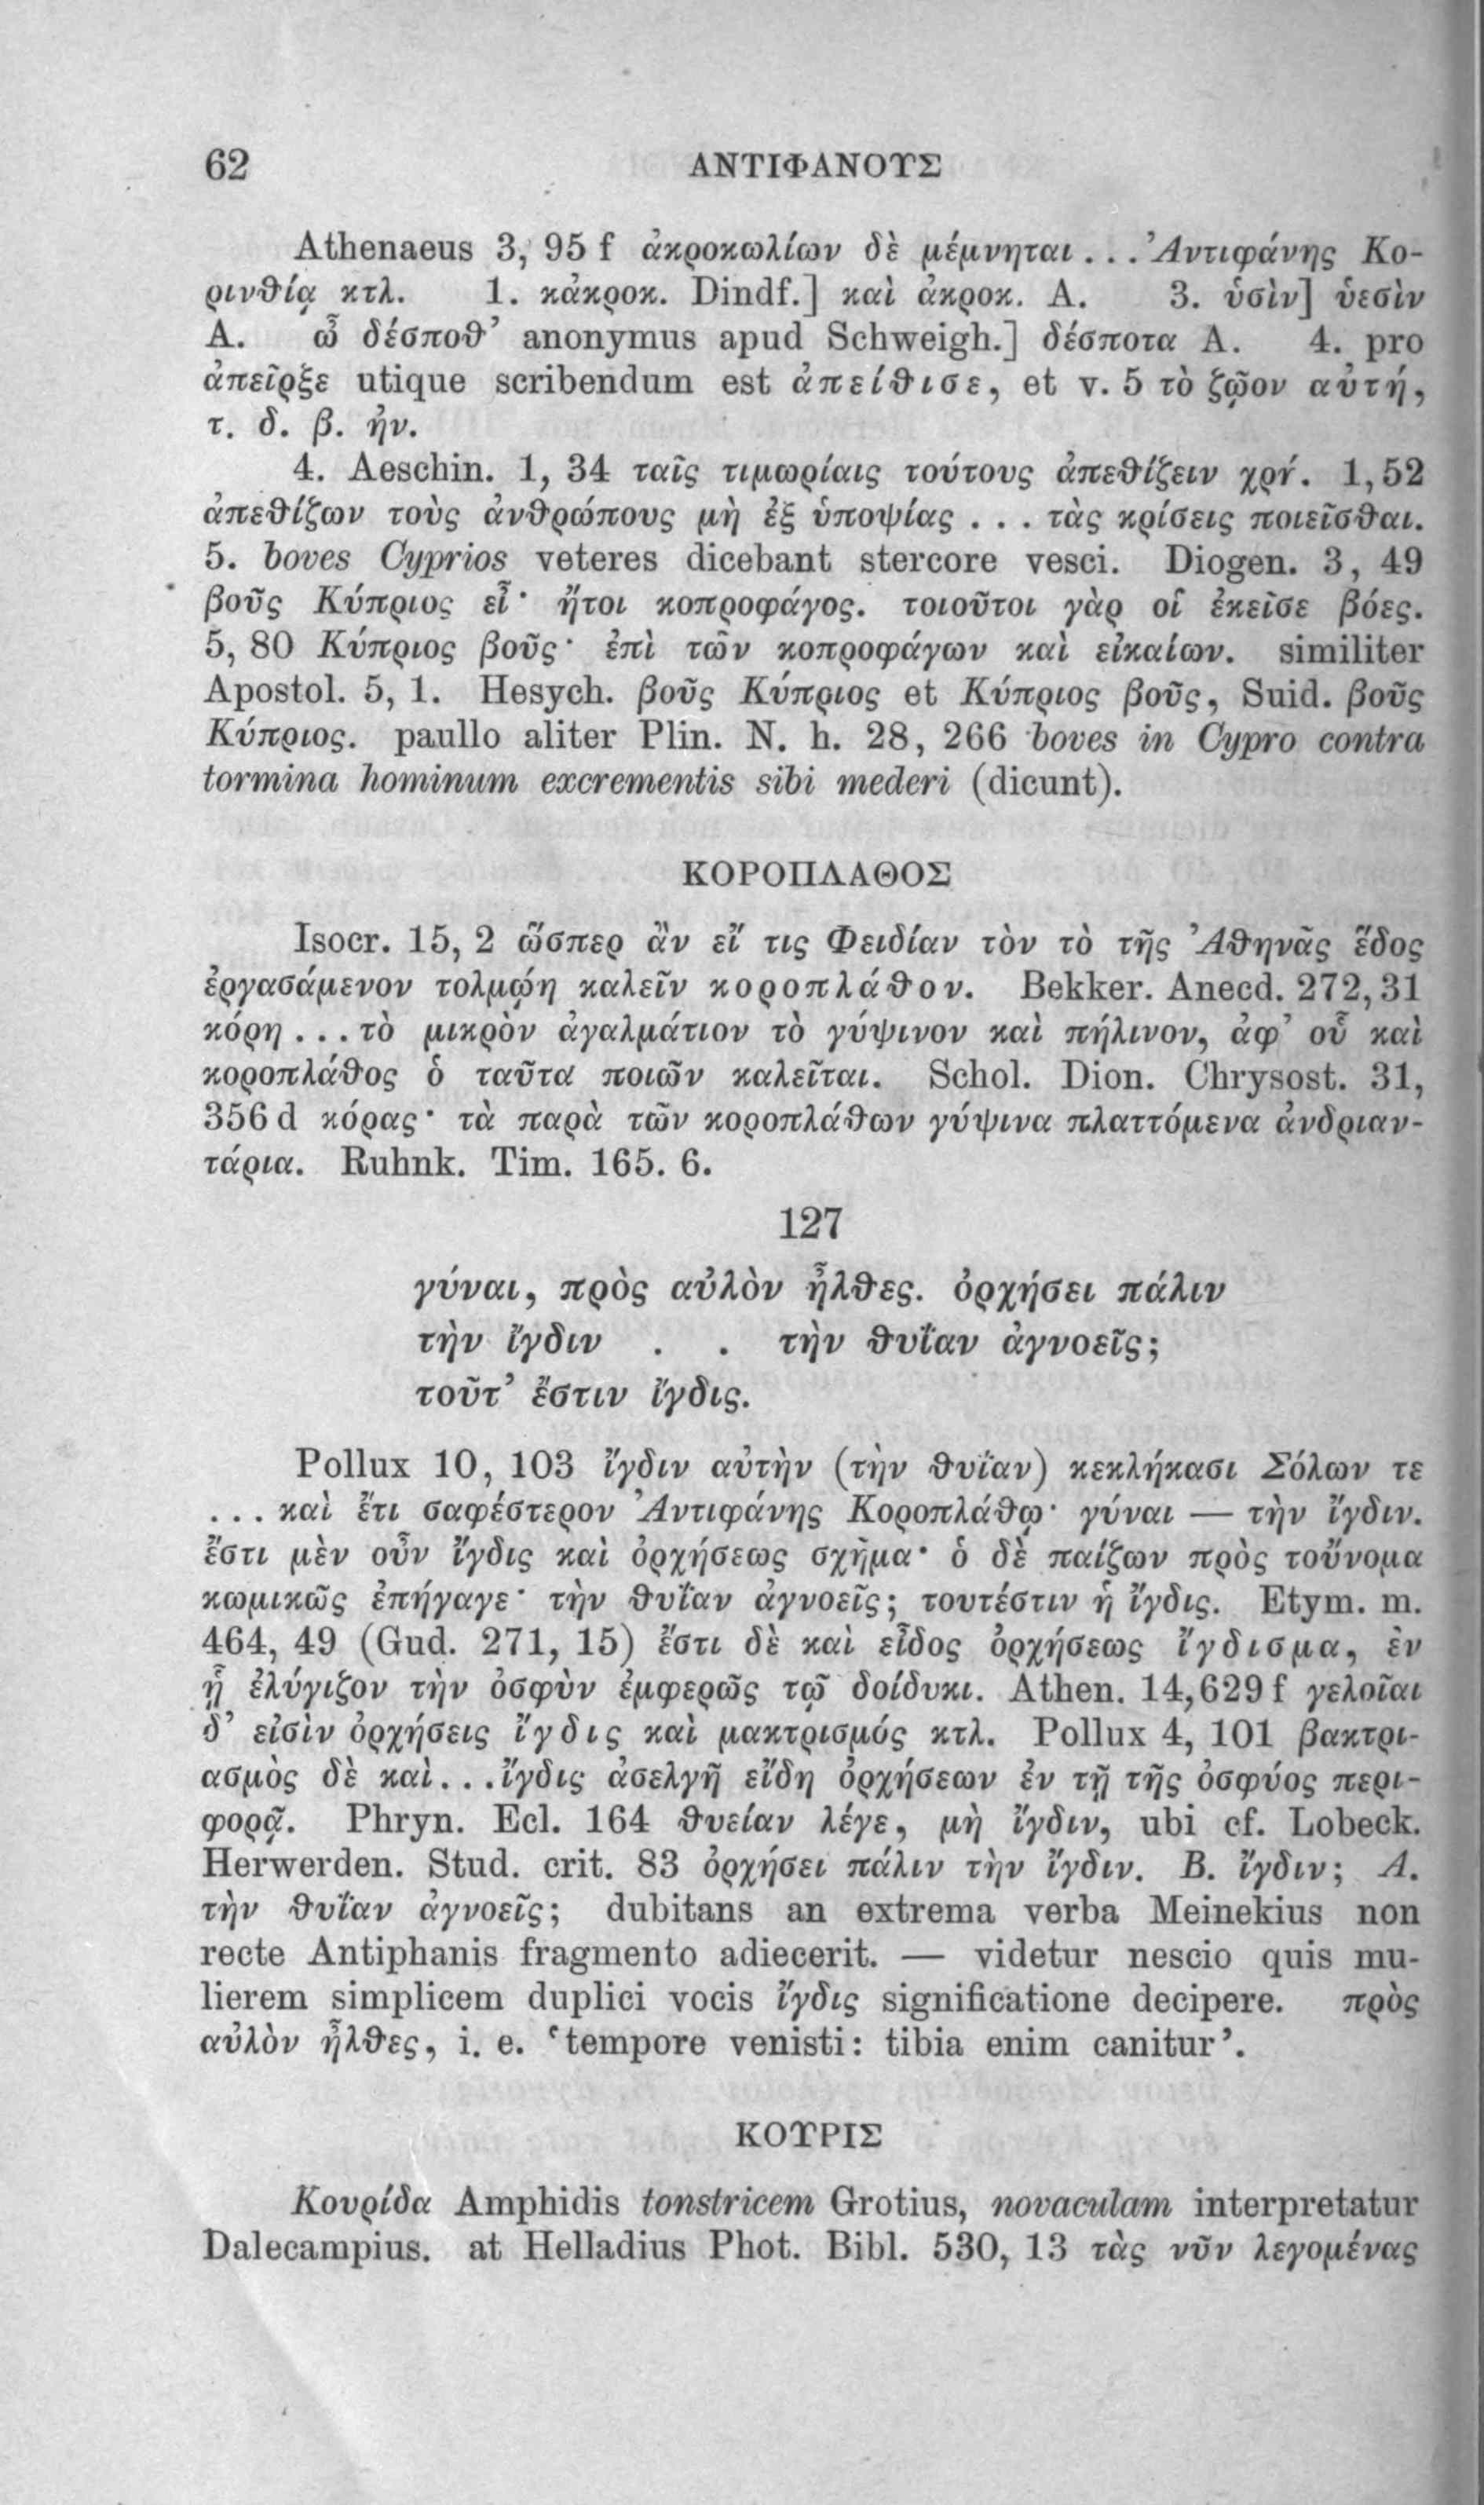 62 ΑΝΤΙΦΑΝΟΥΣ
Athenaeus 3, 95 f ἀκροκωλίων δὲ μέμνηται . . . Ἀντιφάνης Κο-
ρινθίᾳ κτλ. 1. κἀκροκ. Dindf.] καὶ ἀκροκ. A. 3. ὑσὶν] ὑεσὶν
A. ὦ δέσποθ’ anonymus apud Schweigh.] δέσποτα A. 4. pro
ἀπεῖρξε utique scribendum est ἀπείθισε, et v. 5 τὸ ζῷον αὐτή,
τ. δ. β. ἠν.
4. Aeschin. 1, 34 ταῖς τιμωρίαις τούτους ἀπεθίζειν χρή. 1, 52
ἀπεθίζων τοὺς ἀνθρώπους μὴ ἐξ ὑποψίας . . . τὰς κρίσεις ποιεῖσθαι.
5. boves Cyprios veteres dicebant stercore vesci. Diogen. 3, 49
βοῦς Κύπριος εἶ· ἤτοι κοπροφάγος. τοιοῦτοι γὰρ οἱ ἐκεῖσε βόες.
5, 80 Κύπριος βοῦς· ἐπὶ τῶν κοπροφάγων καὶ εἰκαίων. similiter
Apostol. 5, 1. Hesych. βοῦς Κύπριος et Κύπριος βοῦς, Suid. βοῦς
Κύπριος. paullo aliter Plin. N. h. 28, 266 boves in Cypro contra
tormina hominum excrementis sibi mederi (dicunt).
ΚΟΡΟΠΛΑΘΟΣ
Isocr. 15, 2 ὥσπερ ἂν εἴ τις Φειδίαν τὸν τὸ τῆς Ἀθηνᾶς ἕδος
ἐργασάμενον τολμῴη καλεῖν κοροπλάθον. Bekker. Anecd. 272, 31
κόρη . . . τὸ μικρὸν ἀγαλμάτιον τὸ γύψινον καὶ πήλινον, ἀφ’ οὗ καὶ
κοροπλάθος ὁ ταῦτα ποιῶν καλεῖται. Schol. Dion. Chrysost. 31,
356 d κόρας· τὰ παρὰ τῶν κοροπλάθων γύψινα πλαττόμενα ἀνδριαν-
τάρια. Ruhnk. Tim. 165. 6.
127
γύναι, πρὸς αὐλὸν ἦλθες. ὀρχήσει πάλιν
τὴν ἴγδιν . . τὴν θυΐαν ἀγνοεῖς;
τοῦτ’ ἔστιν ἴγδις.
Pollux 10, 103 ἴγδιν αὐτὴν (τὴν θυΐαν) κεκλήκασι Σόλων τε
. . . καὶ ἔτι σαφέστερον Ἀντιφάνης Κοροπλάθῳ· γύναι — τὴν ἴγδιν.
ἔστι μὲν οὖν ἴγδις καὶ ὀρχήσεως σχῆμα· ὁ δὲ παίζων πρὸς τοὔνομα
κωμικῶς ἐπήγαγε· τὴν θυΐαν ἀγνοεῖς; τουτέστιν ἡ ἴγδις. Etym. m.
464, 49 (Gud. 271, 15) ἔστι δὲ καὶ εἶδος ὀρχήσεως ἴγδισμα, ἐν
ᾗ ἐλύγιζον τὴν ὀσφὺν ἐμφερῶς τῷ δοίδυκι. Athen. 14, 629 f γελοῖαι
δ’ εἰσὶν ὀρχήσεις ἴγδις καὶ μακτρισμός κτλ. Pollux 4, 101 βακτρι-
ασμὸς δὲ καὶ . . . ἴγδις ἀσελγῆ εἴδη ὀρχήσεων ἐν τῇ τῆς ὀσφύος περι-
φορᾷ. Phryn. Ecl. 164 θυείαν λέγε, μὴ ἴγδιν, ubi cf. Lobeck.
Herwerden. Stud. crit. 83 ὀρχήσει πάλιν τὴν ἴγδιν. B. ἴγδιν; A.
τὴν θυΐαν ἀγνοεῖς; dubitans an extrema verba Meinekius non
recte Antiphanis fragmento adiecerit. — videtur nescio quis mu-
lierem simplicem duplici vocis ἴγδις significatione decipere. πρὸς
αὐλὸν ἦλθες, i. e. ‘tempore venisti: tibia enim canitur’.
ΚΟΥΡΙΣ
Κουρίδα Amphidis tonstricem Grotius, novaculam interpretatur
Dalecampius. at Helladius Phot. Bibl. 530, 13 τὰς νῦν λεγομένας